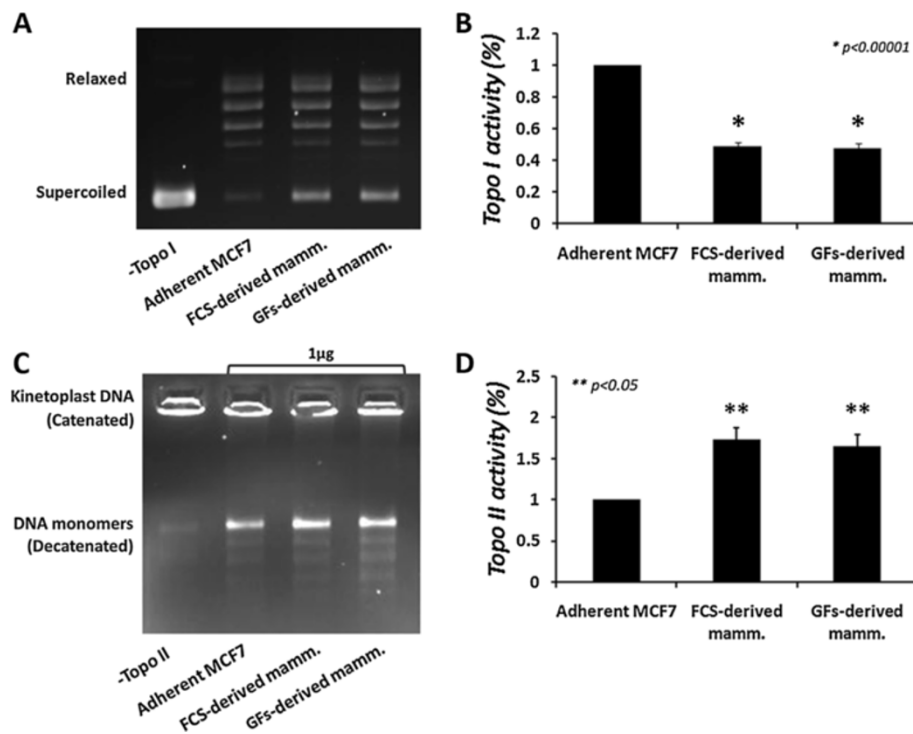 A
Relaxed
Supercoiled
-Topo I
Adherent MCF7
FCS-derived mamm.
GFs-derived mamm.
B
Topo I activity (%)
1.2
1
0.8
0.6
0.4
0.2
0
* p<0.00001
*
*
Adherent MCF7
FCS-derived
mamm.
GFs-derived
mamm.
C
1µg
Kinetoplast DNA
(Catenated)
DNA monomers
(Decatenated)
-Topo II
Adherent MCF7
FCS-derived mamm.
GFs-derived mamm.
D
Topo II activity (%)
2.5
2
1.5
1
0.5
0
** p<0.05
**
**
Adherent MCF7
FCS-derived
mamm.
GFs-derived
mamm.